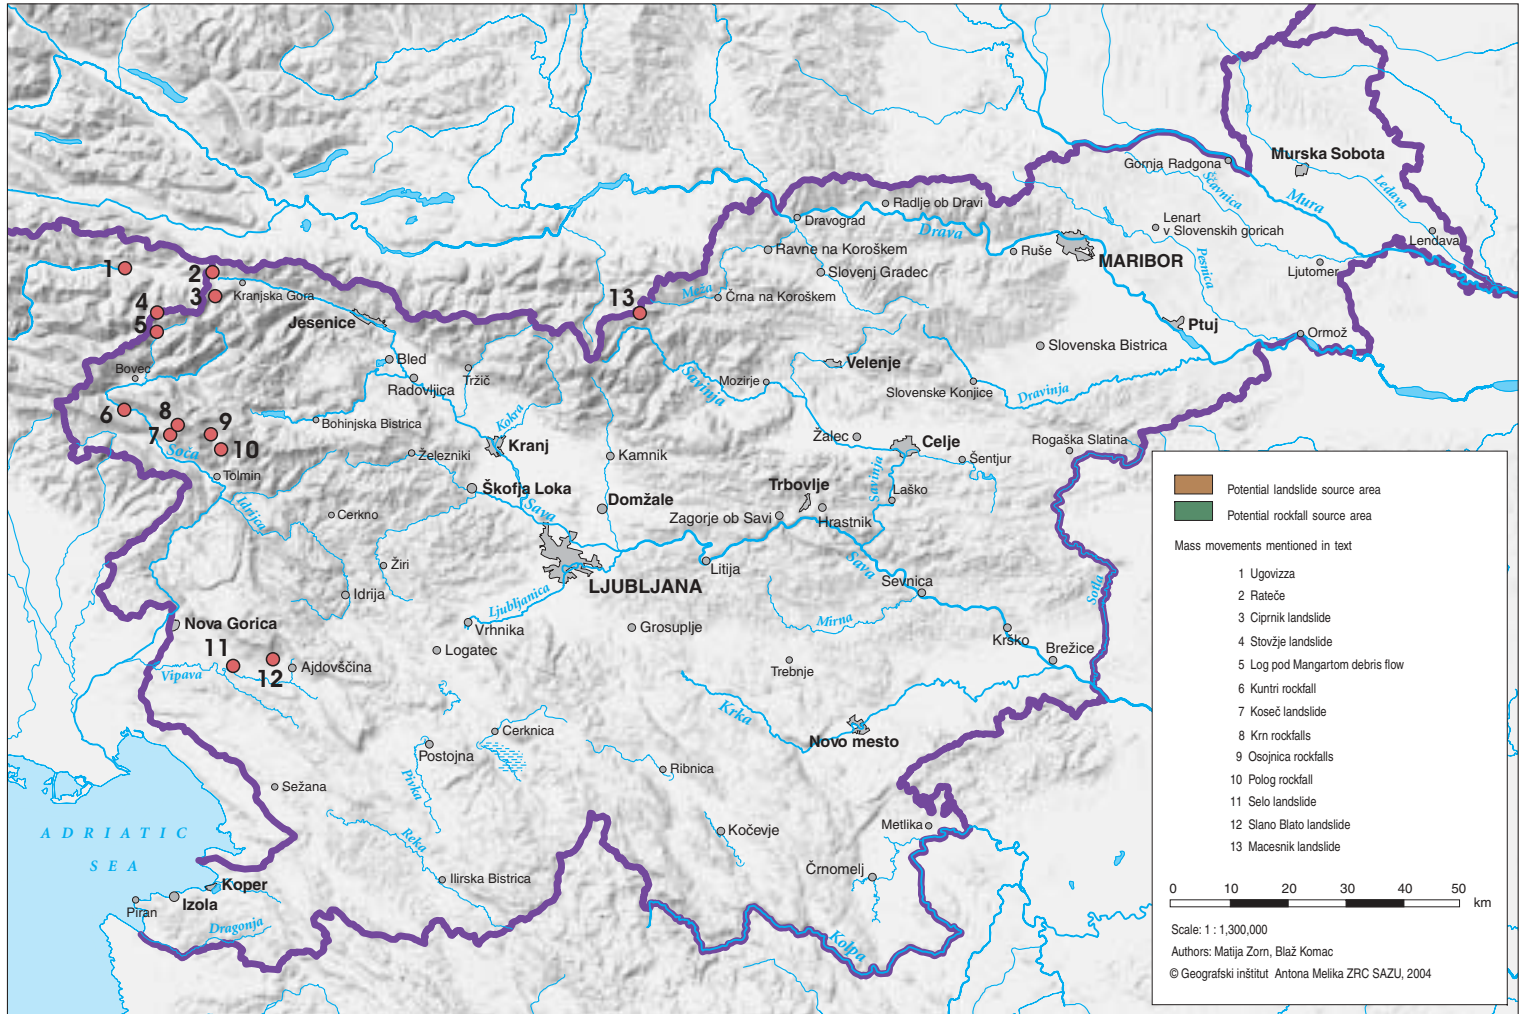 Murska Sobota
Gornja Radgona
Ščavnica
Mura
Ledava
Radlje ob Dravi
Dravograd
Drava
Lenart
v Slovenskih goricah
Lendava
Ravne na Koroškem
Ruše
MARIBOR
Pesnica
Ljutomer
1
2
Kranjska Gora
3
Slovenj Gradec
Meža
Črna na Koroškem
4
13
5
Jesenice
Ptuj
Ormož
Slovenska Bistrica
Bled
Bovec
Radovljica
Tržič
Savinja
Mozirje
Velenje
Slovenske Konjice
Dravinja
6
8
9
7
10
Soča
Bohinjska Bistrica
Kokra
Kranj
Žalec
Celje
Rogaška Slatina
Železniki
Kamnik
Šentjur
Tolmin
Škofja Loka
Savinja
Laško
Idrijca
Cerkno
Sava
Domžale
Trbovlje
Zagorje ob Savi
Hrastnik
Žiri
Litija
Sava
Sevnica
Sotla
Idrija
LJUBLJANA
Ljubljanica
Nova Gorica
Vrhnika
Grosuplje
Mirna
Krško
Logatec
Brežice
11
12
Ajdovščina
Vipava
Trebnje
Krka
Novo mesto
Cerknica
Postojna
Pivka
Ribnica
Sežana
ADRIATIC
SEA
Reka
Kočevje
Metlika
Črnomelj
Ilirska Bistrica
Koper
Izola
Piran
Dragonja
Kolpa
Potential landslide source area
Potential rockfall source area
Mass movements mentioned in text
1 Ugovizza
2 Rateče
3 Ciprnik landslide
4 Stovžje landslide
5 Log pod Mangartom debris flow
6 Kuntri rockfall
7 Koseč landslide
8 Krn rockfalls
9 Osojnica rockfalls
10 Polog rockfall
11 Selo landslide
12 Slano Blato landslide
13 Macesnik landslide
0 10 20 30 40 50 km
Scale: 1 : 1,300,000
Authors: Matija Zorn, Blaž Komac
© Geografski inštitut Antona Melika ZRC SAZU, 2004